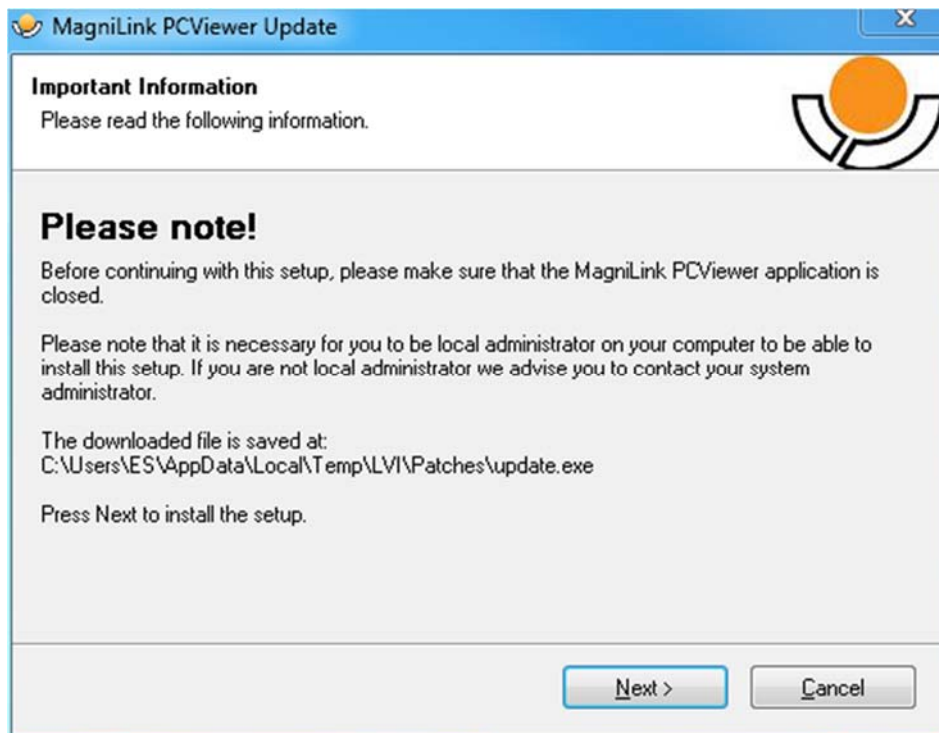 MagniLink PCViewer Update
Important Information
Please read the following information.
Please note!
Before continuing with this setup, please make sure that the MagniLink PCViewer application is
closed.
Please note that it is necessary for you to be local administrator on your computer to be able to
install this setup. If you are not local administrator we advise you to contact your system
administrator.
The downloaded file is saved at:
C:\Users\ES\AppData\Local\Temp\LVI\Patches\update.exe
Press Next to install the setup.
Next >
Cancel